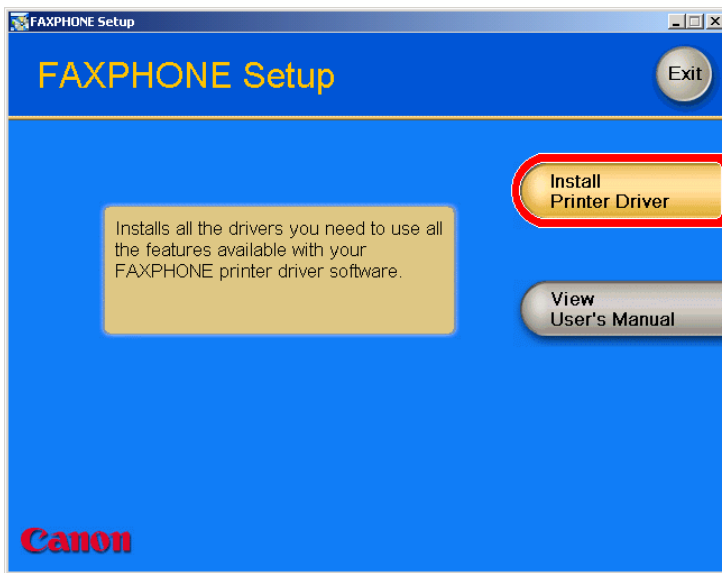 FAXPHONE Setup
FAXPHONE Setup
Exit
Install
Printer Driver
Installs all the drivers you need to use all
the features available with your
FAXPHONE printer driver software.
View
User's Manual
Canon